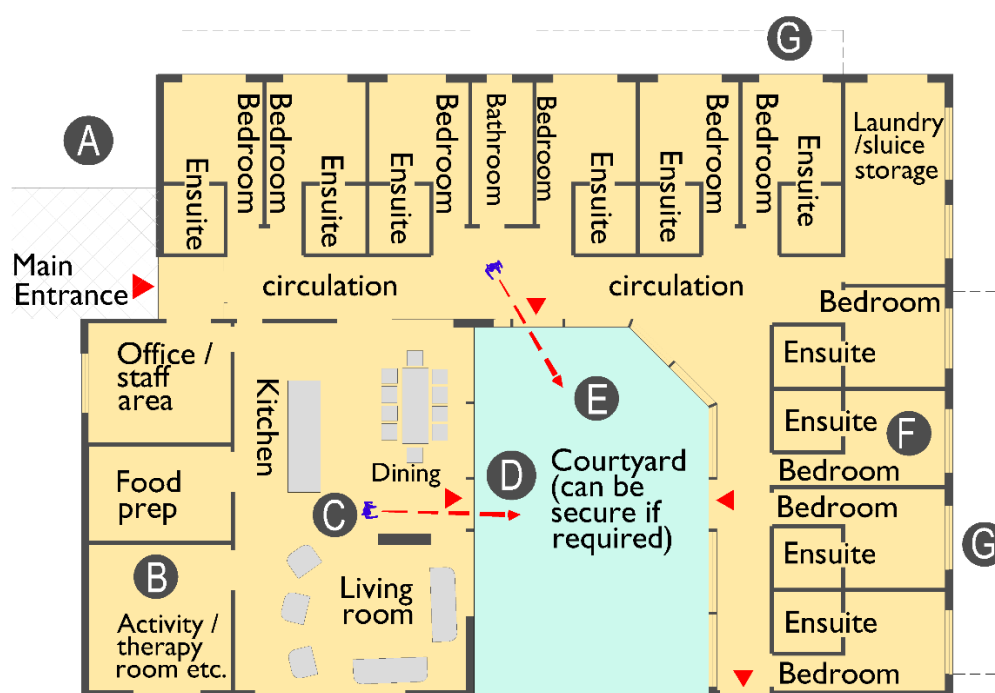 G
A
Bedroom
Ensuite
Bedroom
Ensuite
Ensuite
Bedroom
Bathroom
Bedroom
Ensuite
Ensuite
Bedroom
Bedroom
Ensuite
Laundry
/sluice
storage
Main
Entrance
circulation
circulation
Bedroom
Office /
staff
area
Kitchen
Ensuite
E
Ensuite
F
Dining
D
Courtyard
(can be
secure if
required)
Bedroom
Food
prep
C
Bedroom
Ensuite
G
B
Living
room
Activity /
therapy
room etc.
Ensuite
Bedroom